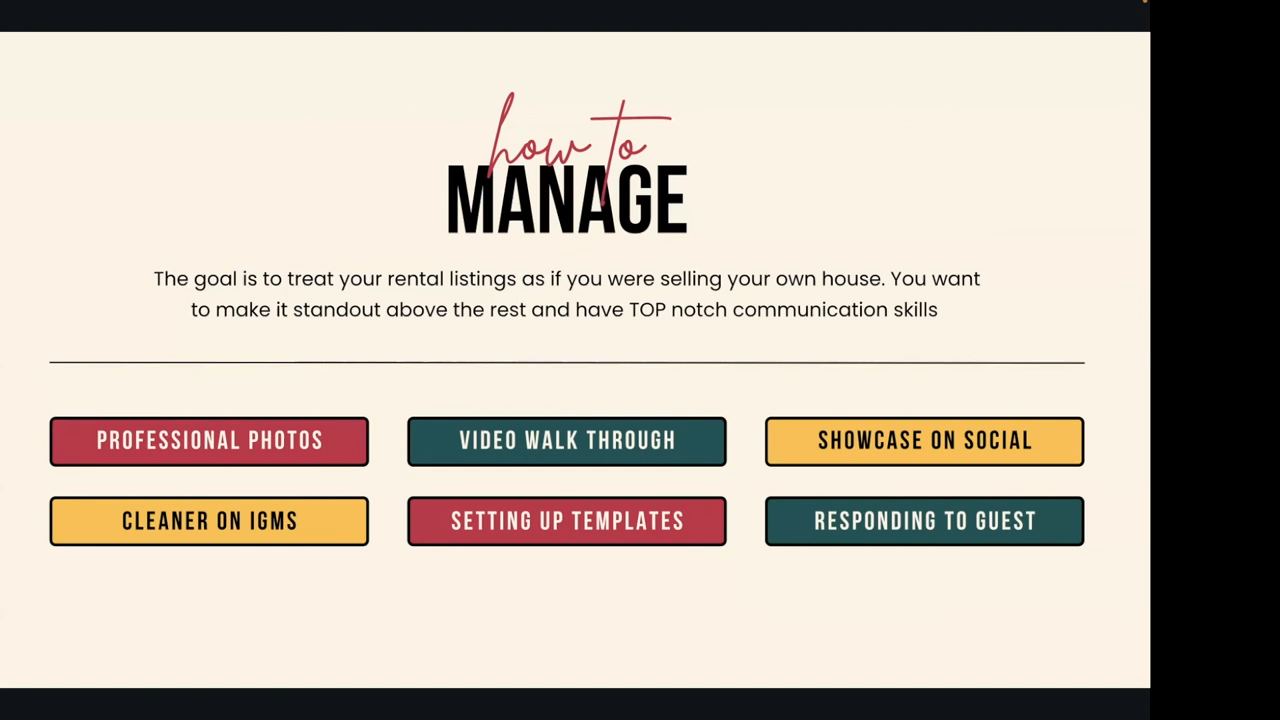 how to
MANAGE
The goal is to treat your rental listings as if you were selling your own house. You want
to make it standout above the rest and have TOP notch communication skills
PROFESSIONAL PHOTOS
VIDEO WALK THROUGH
SHOWCASE ON SOCIAL
CLEANER ON IGMS
SETTING UP TEMPLATES
RESPONDING TO GUEST